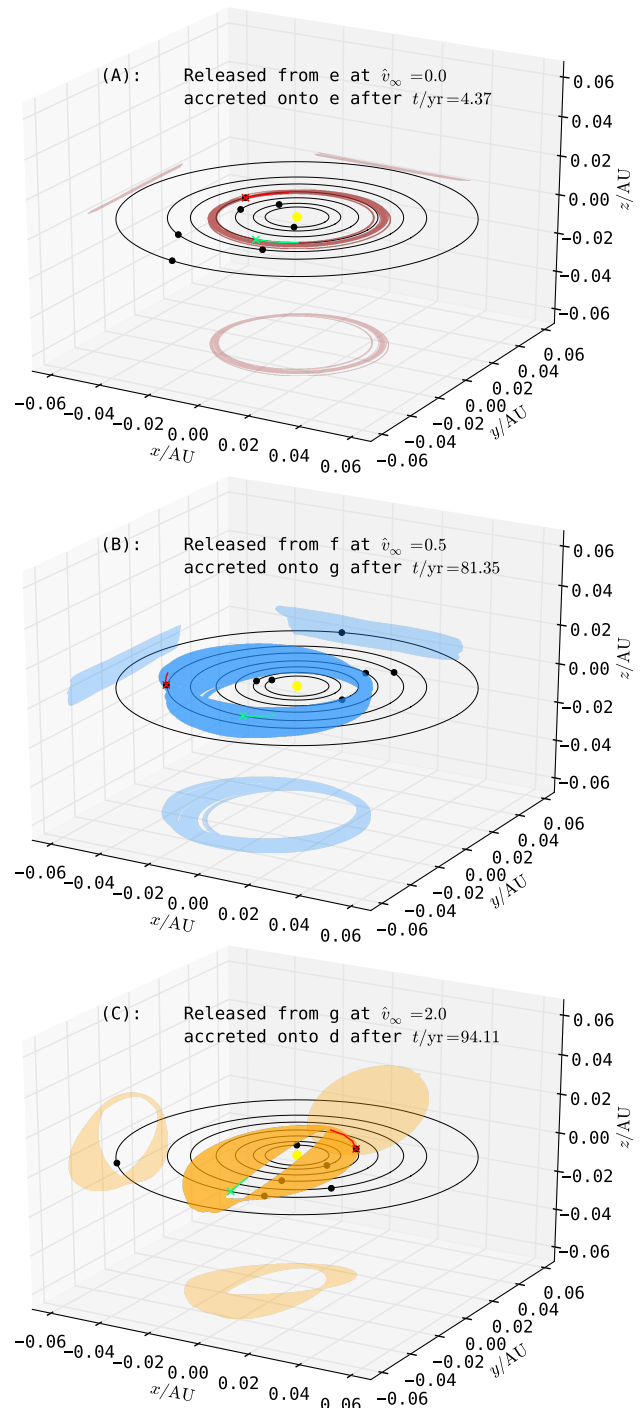 (A): Released from e at v̂∞ =0.0
accreted onto e after t/yr=4.37
0.06
0.04
0.02
0.00
−0.02
−0.04
−0.06
z/AU
−0.06 −0.04 −0.02 0.00 0.02 0.04 0.06
x/AU
−0.06 −0.04 −0.02 0.00 0.02 0.04 0.06
y/AU
(B): Released from f at v̂∞ =0.5
accreted onto g after t/yr=81.35
0.06
0.04
0.02
0.00
−0.02
−0.04
−0.06
z/AU
−0.06 −0.04 −0.02 0.00 0.02 0.04 0.06
x/AU
−0.06 −0.04 −0.02 0.00 0.02 0.04 0.06
y/AU
(C): Released from g at v̂∞ =2.0
accreted onto d after t/yr=94.11
0.06
0.04
0.02
0.00
−0.02
−0.04
−0.06
z/AU
−0.06 −0.04 −0.02 0.00 0.02 0.04 0.06
x/AU
−0.06 −0.04 −0.02 0.00 0.02 0.04 0.06
y/AU